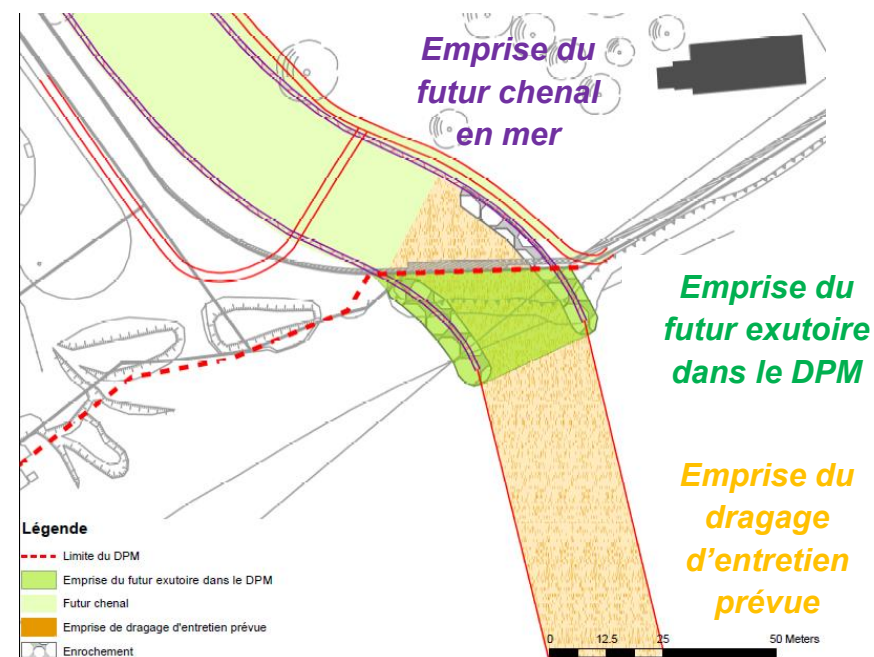 Emprise du
futur chenal
en mer
Emprise du
futur exutoire
dans le DPM
Emprise du
dragage
d'entretien
prévue
Légende
Limite du DPM
Emprise du futur exutoire dans le DPM
Futur chenal
Emprise de dragage d'entretien prévue
Enrochement
0 12.5 25 50 Meters